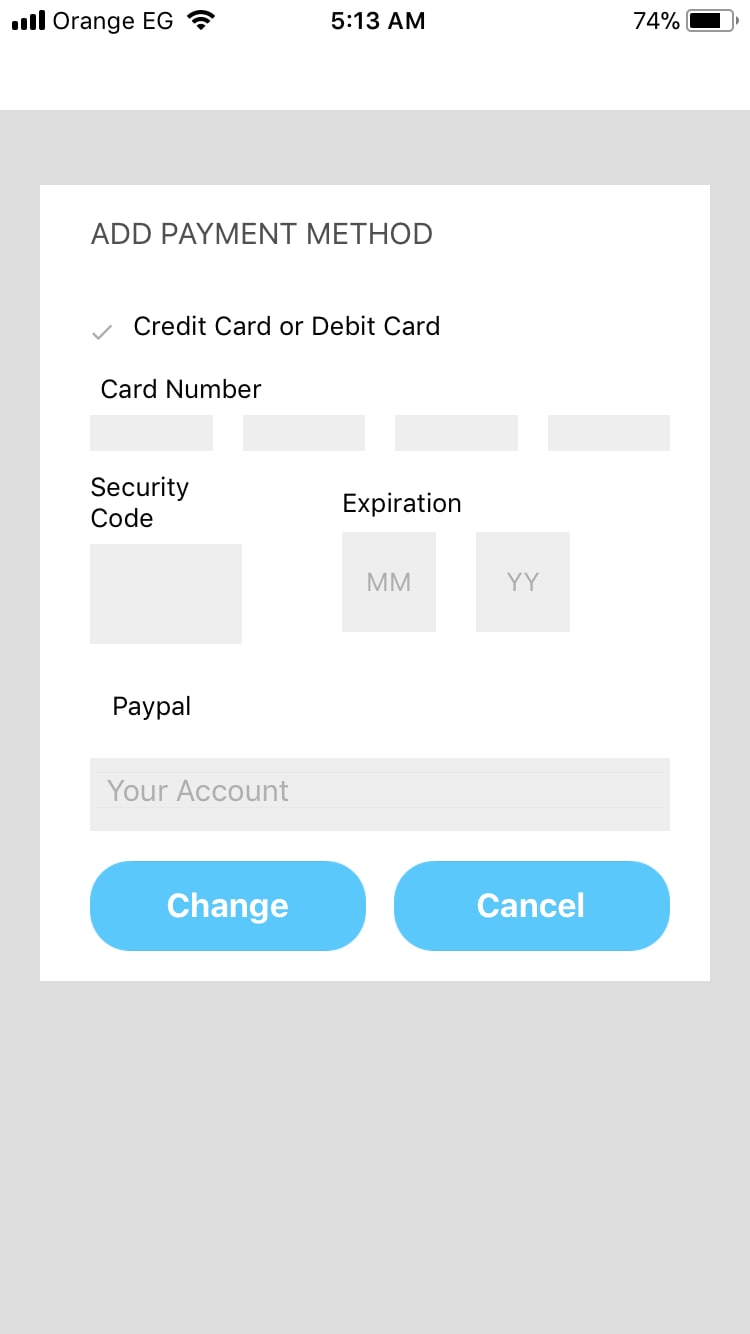 Orange EG 5:13 AM 74%
ADD PAYMENT METHOD
Credit Card or Debit Card
Card Number
Security
Code
Expiration
MM YY
Paypal
Your Account
Change Cancel